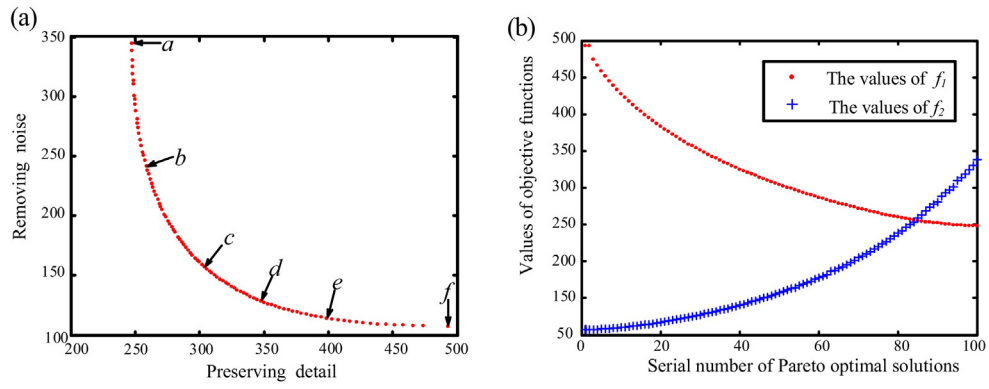 (a)
350
300
250
200
150
100
Removing noise
a
b
c
d
e
f
200 250 300 350 400 450 500
Preserving detail
(b)
500
450
400
350
300
250
200
150
100
50
Values of objective functions
The values of f1
The values of f2
0 20 40 60 80 100
Serial number of Pareto optimal solutions